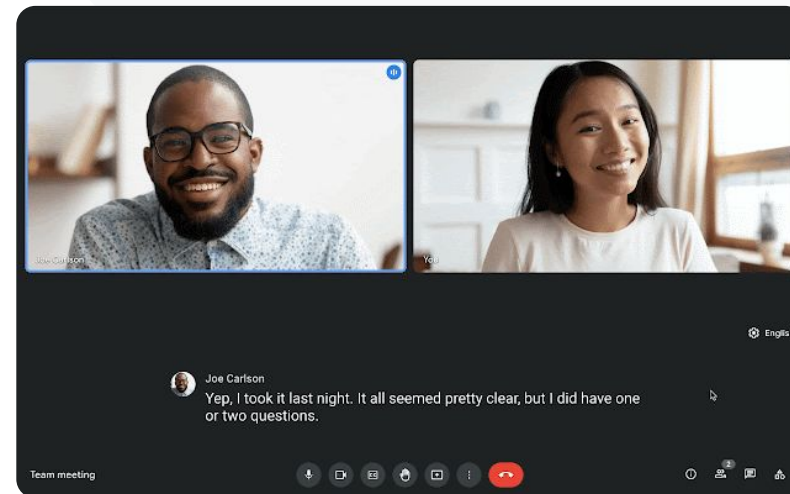 Joe Carlson
You
Englis
Joe Carlson
Yep, I took it last night. It all seemed pretty clear, but I did have one
or two questions.
Team meeting
2